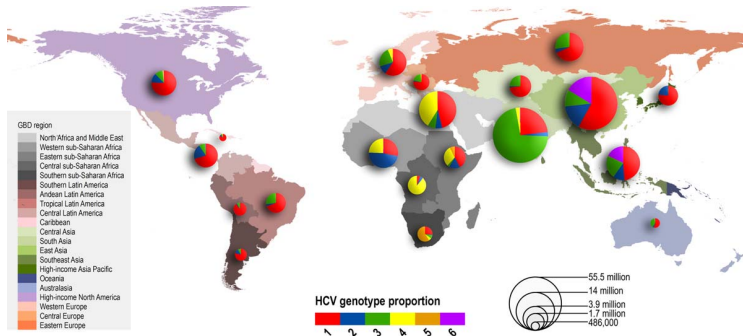 GBD region
North Africa and Middle East
Western sub-Saharan Africa
Eastern sub-Saharan Africa
Central sub-Saharan Africa
Southern sub-Saharan Africa
Southern Latin America
Andean Latin America
Tropical Latin America
Central Latin America
Caribbean
Central Asia
South Asia
East Asia
Southeast Asia
High-income Asia Pacific
Oceania
Australasia
High-income North America
Western Europe
Central Europe
Eastern Europe
HCV genotype proportion
1 2 3 4 5 6
55.5 million
14 million
3.9 million
1.7 million
486,000